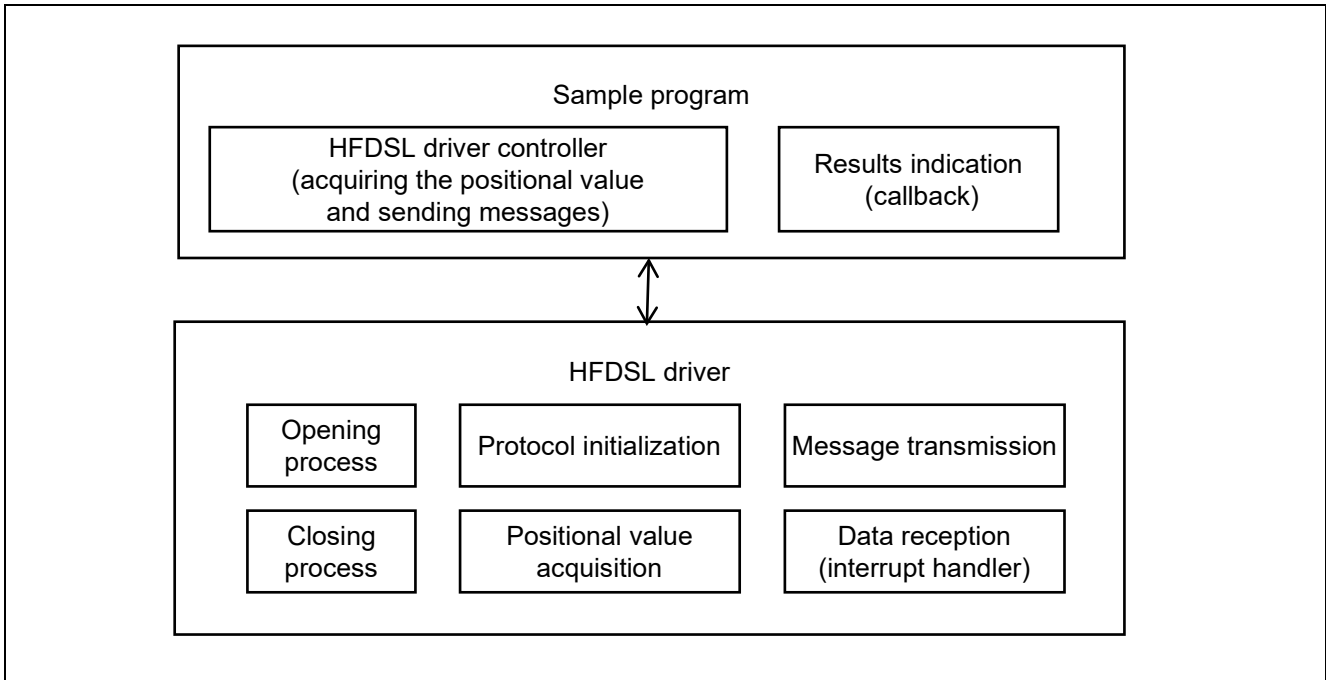 Sample program
HFDSL driver controller
(acquiring the positional value
and sending messages)
Results indication
(callback)
HFDSL driver
Opening
process
Protocol initialization
Message transmission
Closing
process
Positional value
acquisition
Data reception
(interrupt handler)